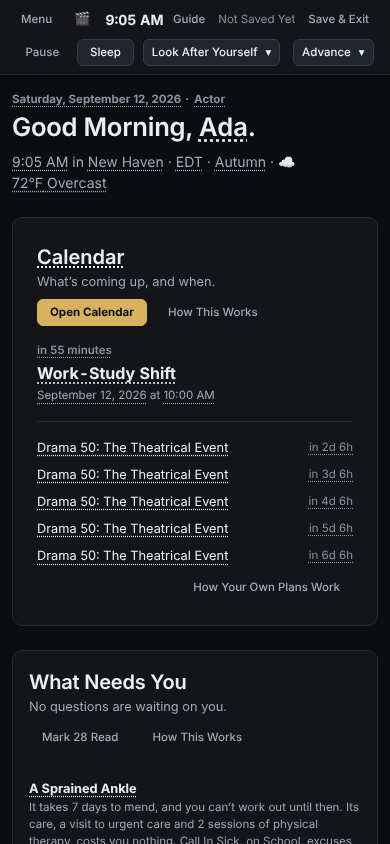 Menu 🎬 9:05 AM Guide Not Saved Yet Save & Exit
Pause Sleep Look After Yourself ▾ Advance ▾
Saturday, September 12, 2026 · Actor
Good Morning, Ada.
9:05 AM in New Haven · EDT · Autumn · ☁️
72°F Overcast
Calendar
What's coming up, and when.
Open Calendar How This Works
in 55 minutes
Work-Study Shift
September 12, 2026 at 10:00 AM
Drama 50: The Theatrical Event in 2d 6h
Drama 50: The Theatrical Event in 3d 6h
Drama 50: The Theatrical Event in 4d 6h
Drama 50: The Theatrical Event in 5d 6h
Drama 50: The Theatrical Event in 6d 6h
How Your Own Plans Work
What Needs You
No questions are waiting on you.
Mark 28 Read How This Works
A Sprained Ankle
It takes 7 days to mend, and you can't work out until then. Its
care, a visit to urgent care and 2 sessions of physical
therapy, costs you nothing. Call In Sick, on School, excuses